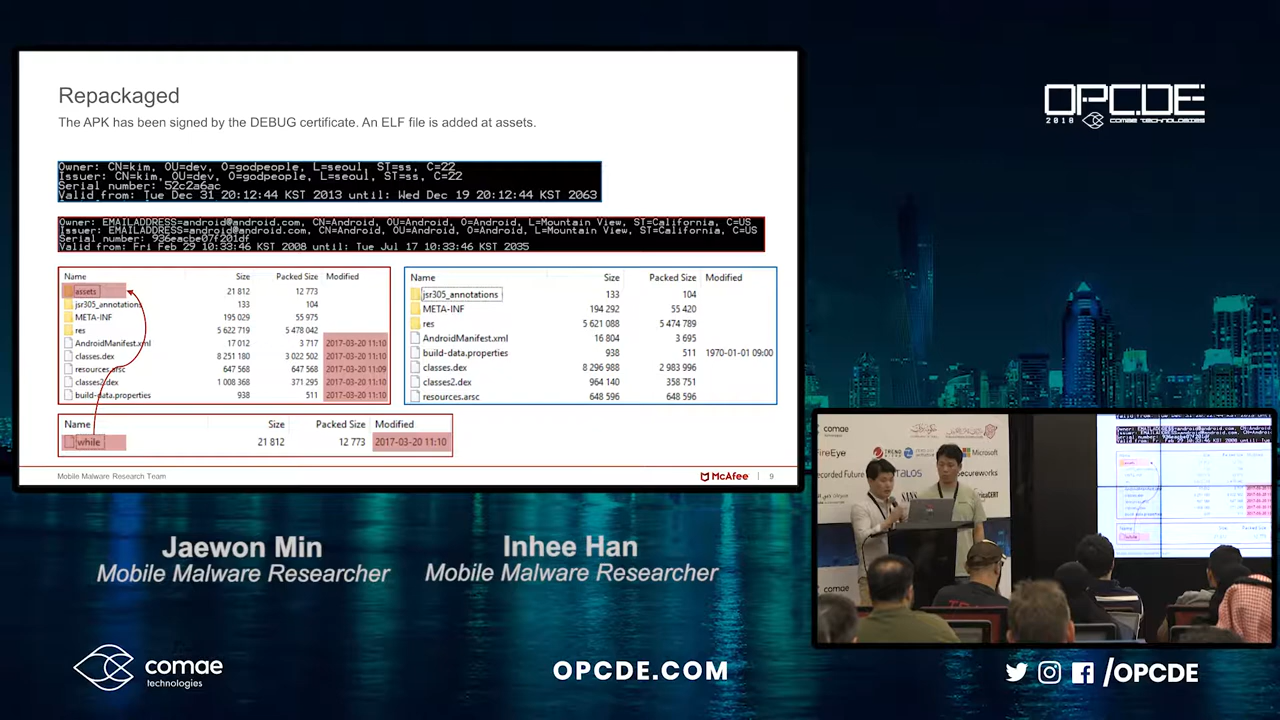 Repackaged
The APK has been signed by the DEBUG certificate. An ELF file is added at assets.
Owner: CN=kim, OU=dev, O=godpeople, L=seoul, ST=ss, C=22
Issuer: CN=kim, OU=dev, O=godpeople, L=seoul, ST=ss, C=22
Serial number: 52c2a6ac
Valid from: Tue Dec 31 20:12:44 KST 2013 until: Wed Dec 19 20:12:44 KST 2063
Owner: EMAILADDRESS=android@android.com, CN=Android, OU=Android, O=Android, L=Mountain View, ST=California, C=US
Issuer: EMAILADDRESS=android@android.com, CN=Android, OU=Android, O=Android, L=Mountain View, ST=California, C=US
Serial number: 936eacbe07f201df
Valid from: Fri Feb 29 10:33:46 KST 2008 until: Tue Jul 17 10:33:46 KST 2035
Name Size Packed Size Modified
assets 21 812 12 773
jsr305_annotations 133 104
META-INF 195 029 55 975
res 5 622 719 5 478 042
AndroidManifest.xml 17 012 3 717 2017-03-20 11:10
classes.dex 8 251 180 3 022 502 2017-03-20 11:10
resources.arsc 647 568 647 568 2017-03-20 11:09
classes2.dex 1 008 368 371 295 2017-03-20 11:10
build-data.properties 938 511 2017-03-20 11:10
Name Size Packed Size Modified
jsr305_annotations 133 104
META-INF 194 292 55 420
res 5 621 088 5 474 789
AndroidManifest.xml 16 804 3 695
build-data.properties 938 511 1970-01-01 09:00
classes.dex 8 296 988 2 983 996
classes2.dex 964 140 358 751
resources.arsc 648 596 648 596
Name Size Packed Size Modified
while 21 812 12 773 2017-03-20 11:10
Mobile Malware Research Team
McAfee
9
OPCDE
2018 COMAE TECHNOLOGIES
comae
FireEye
Microsoft
Recorded Future
TALOS
Secureworks
SANS
Jaewon Min
Mobile Malware Researcher
Inhee Han
Mobile Malware Researcher
comae
technologies
OPCDE.COM
/OPCDE